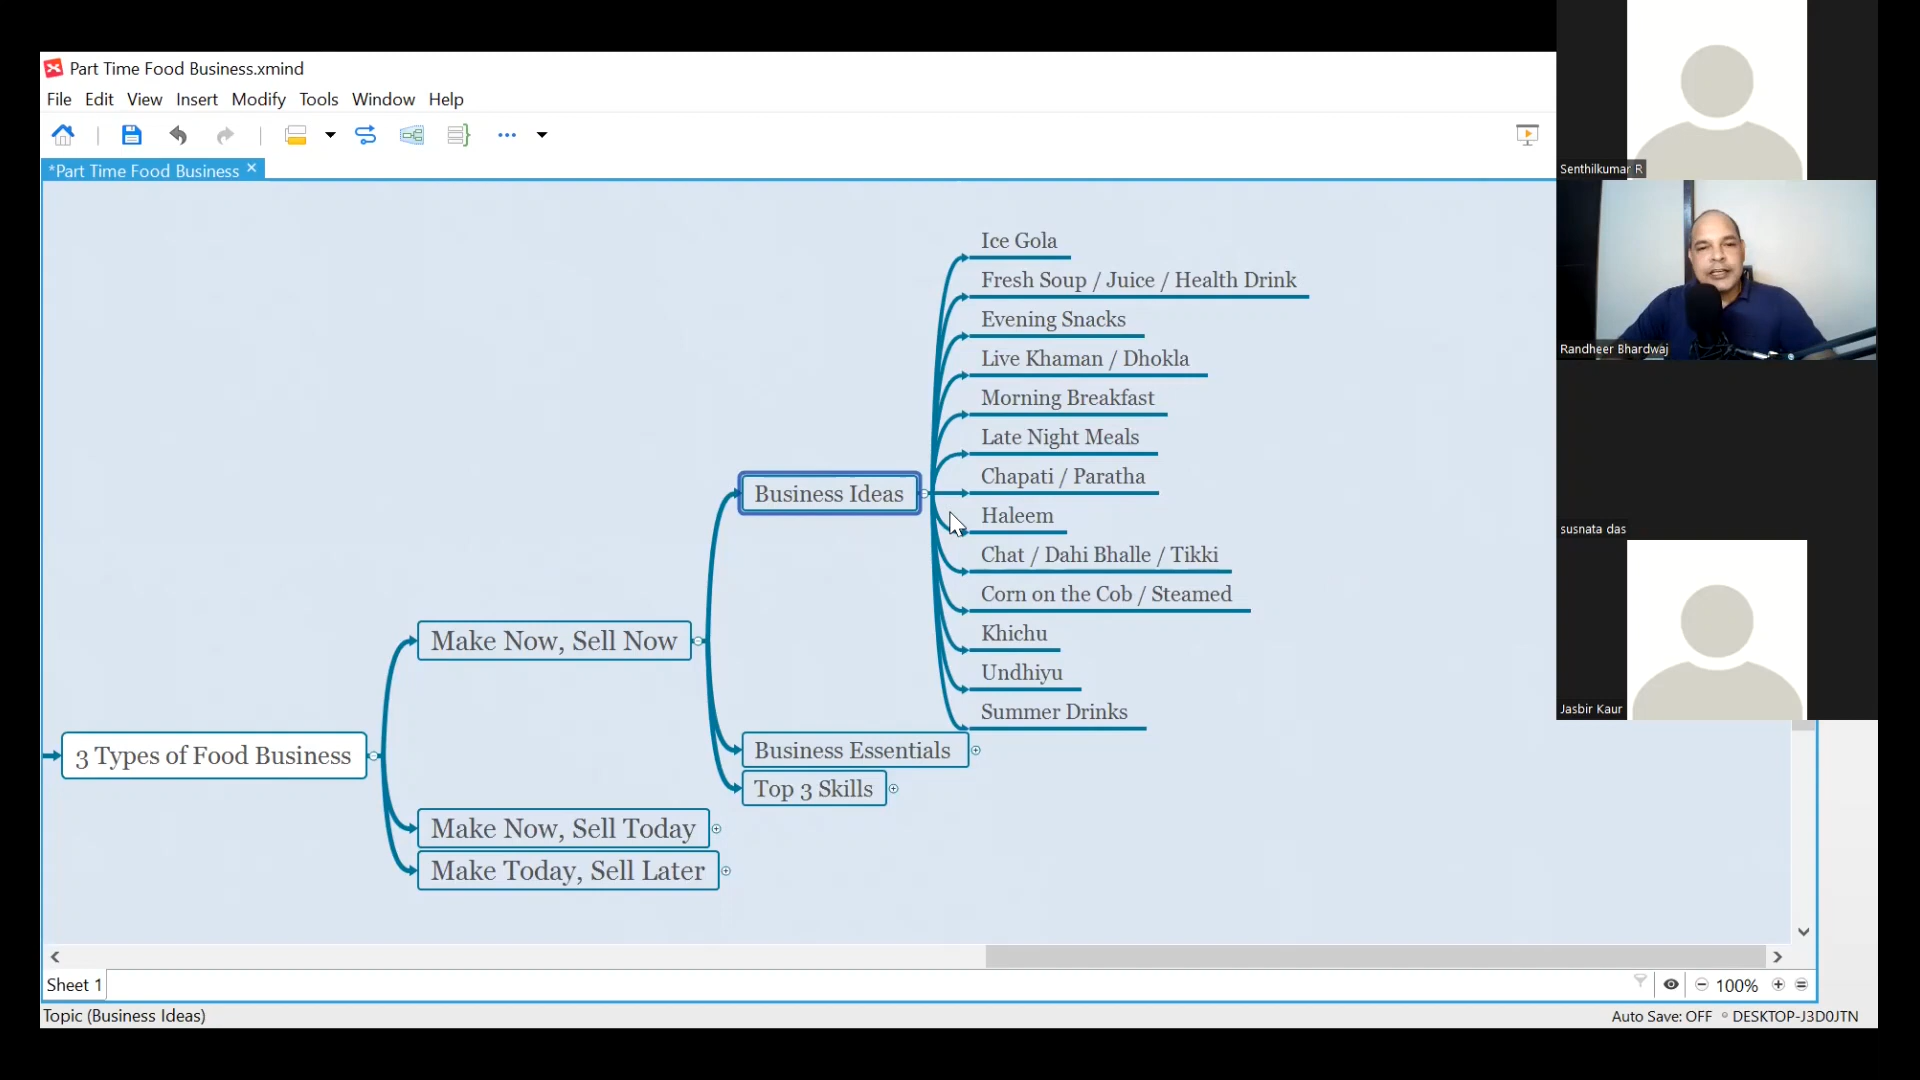 Part Time Food Business.xmind
File Edit View Insert Modify Tools Window Help
*Part Time Food Business
Ice Gola
Fresh Soup / Juice / Health Drink
Evening Snacks
Live Khaman / Dhokla
Morning Breakfast
Late Night Meals
Chapati / Paratha
Business Ideas
Haleem
Chat / Dahi Bhalle / Tikki
Corn on the Cob / Steamed
Khichu
Make Now, Sell Now
Undhiyu
Summer Drinks
Business Essentials
3 Types of Food Business
Top 3 Skills
Make Now, Sell Today
Make Today, Sell Later
Sheet 1
100%
Topic (Business Ideas)
Auto Save: OFF
DESKTOP-J3D0JTN
Senthilkumar R
Randheer Bhardwaj
susnata das
Jasbir Kaur